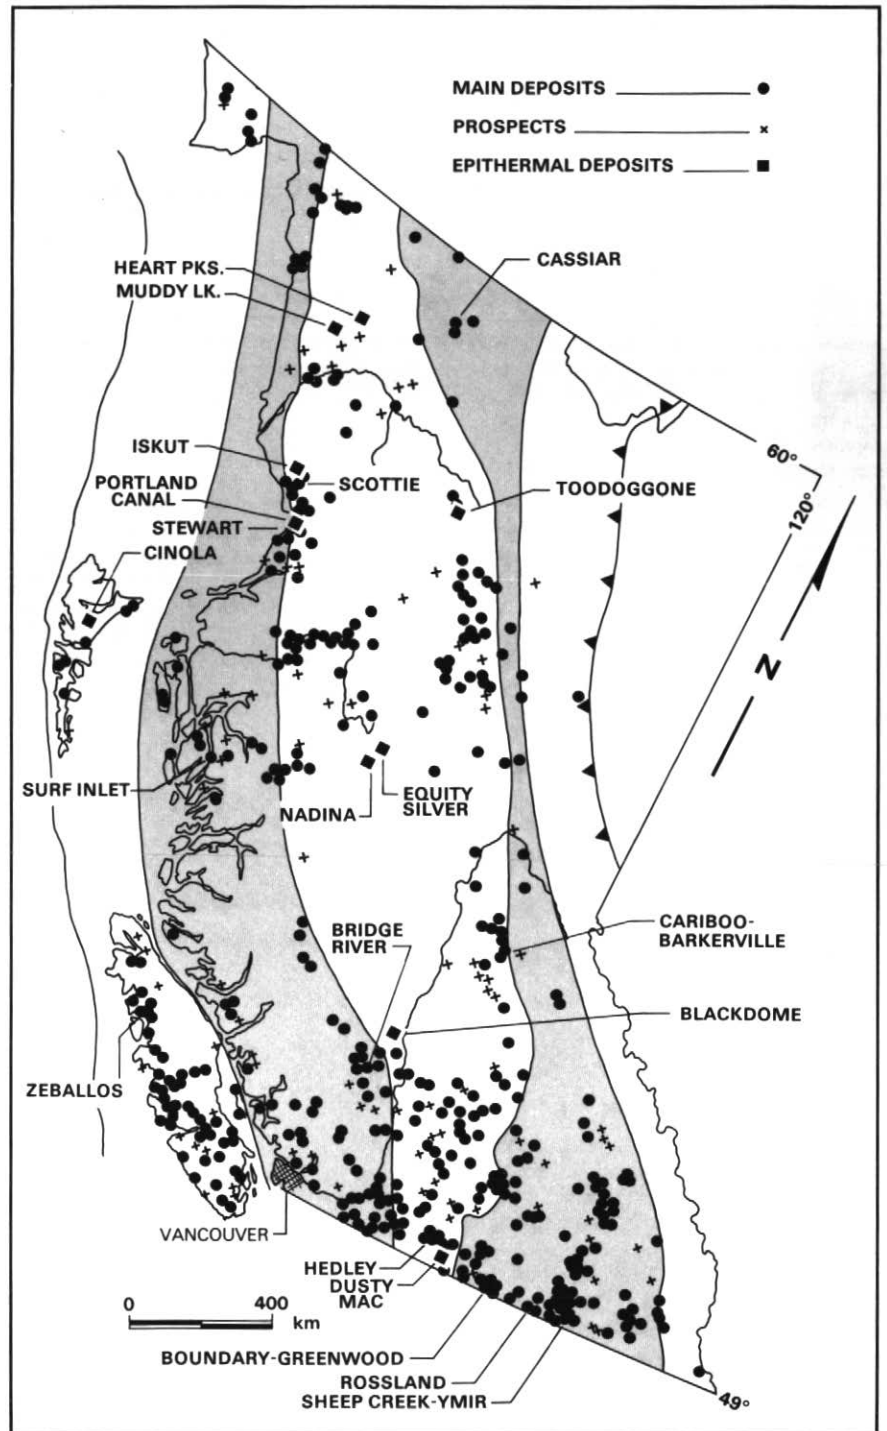 MAIN DEPOSITS
PROSPECTS
EPITHERMAL DEPOSITS
CASSIAR
HEART PKS.
MUDDY LK.
ISKUT
SCOTTIE
PORTLAND
CANAL
STEWART
CINOLA
TOODOGGONE
60°
120°
N
SURF INLET
NADINA
EQUITY
SILVER
BRIDGE
RIVER
CARIBOO-
BARKERVILLE
BLACKDOME
ZEBALLOS
VANCOUVER
HEDLEY
DUSTY
MAC
0 400
km
BOUNDARY-GREENWOOD
ROSSLAND
SHEEP CREEK-YMIR
49°